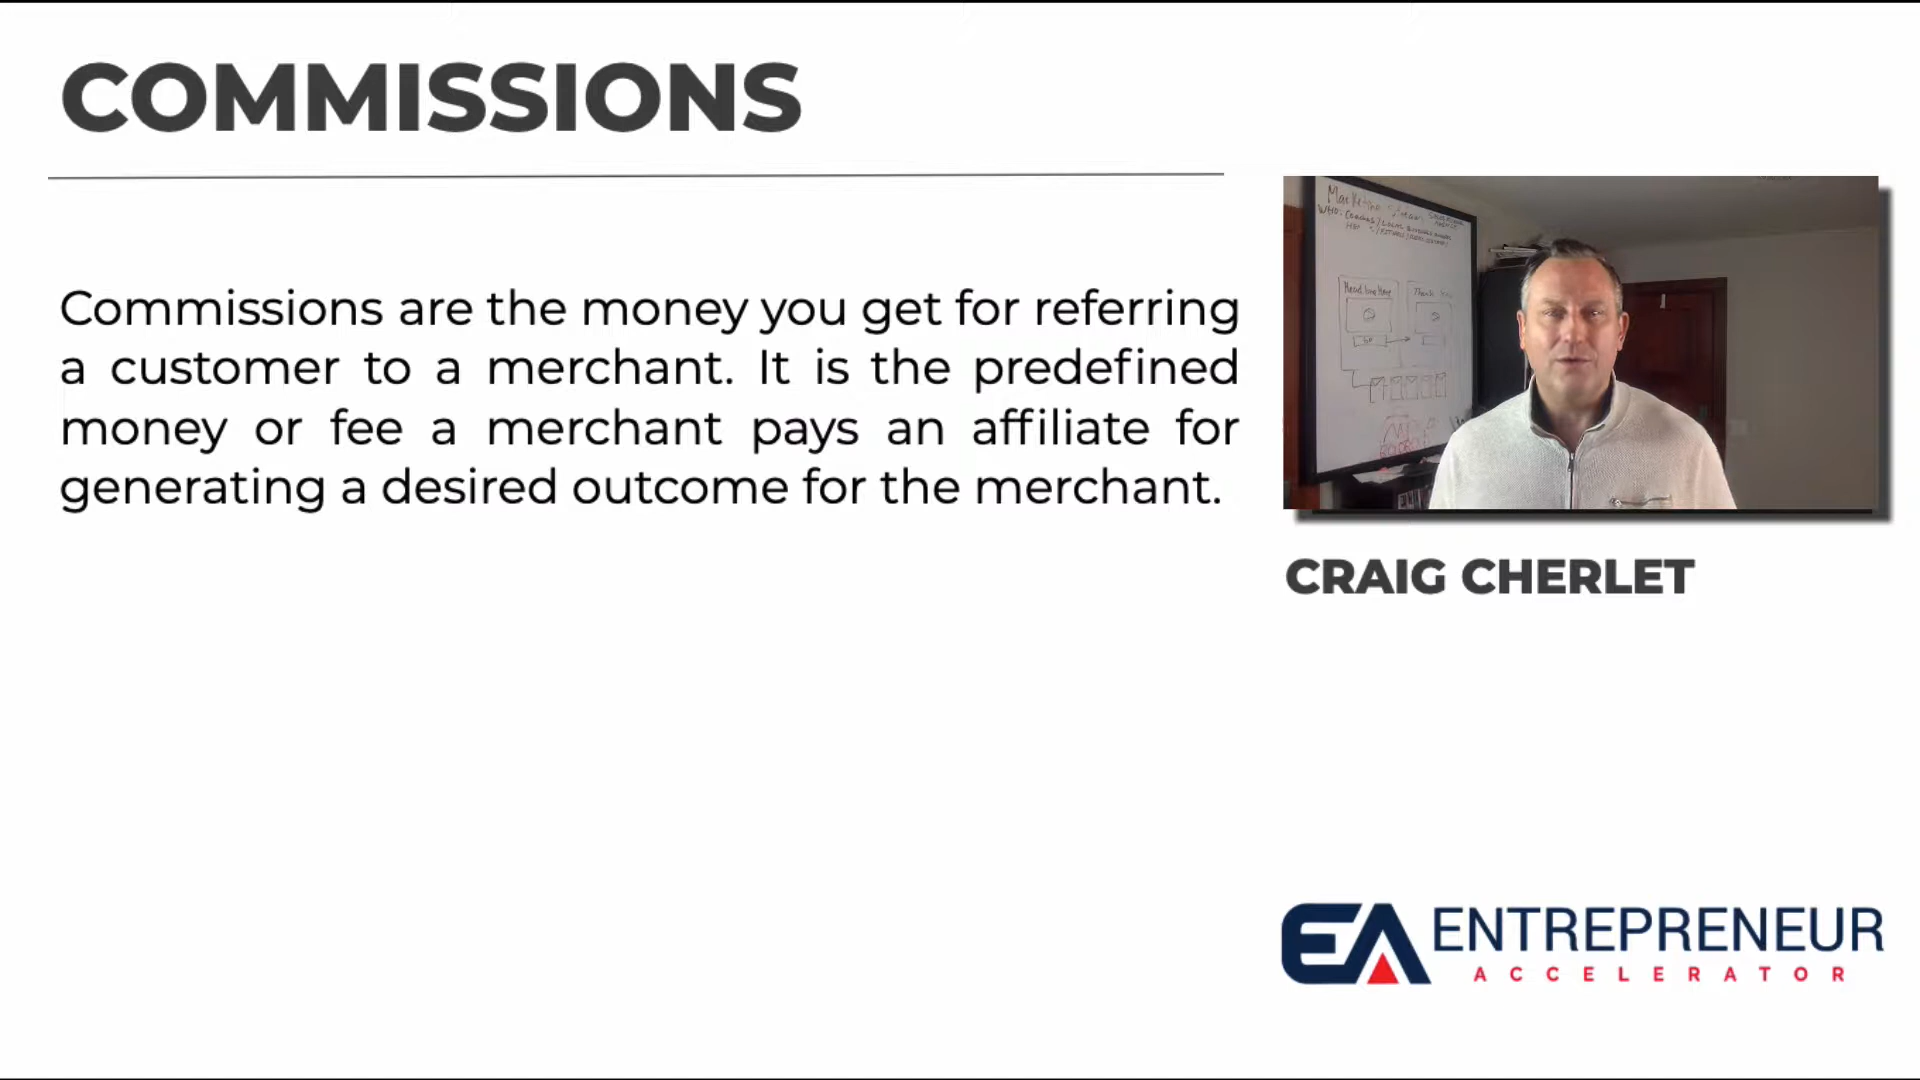 COMMISSIONS
Commissions are the money you get for referring
a customer to a merchant. It is the predefined
money or fee a merchant pays an affiliate for
generating a desired outcome for the merchant.
CRAIG CHERLET
EA ENTREPRENEUR
ACCELERATOR